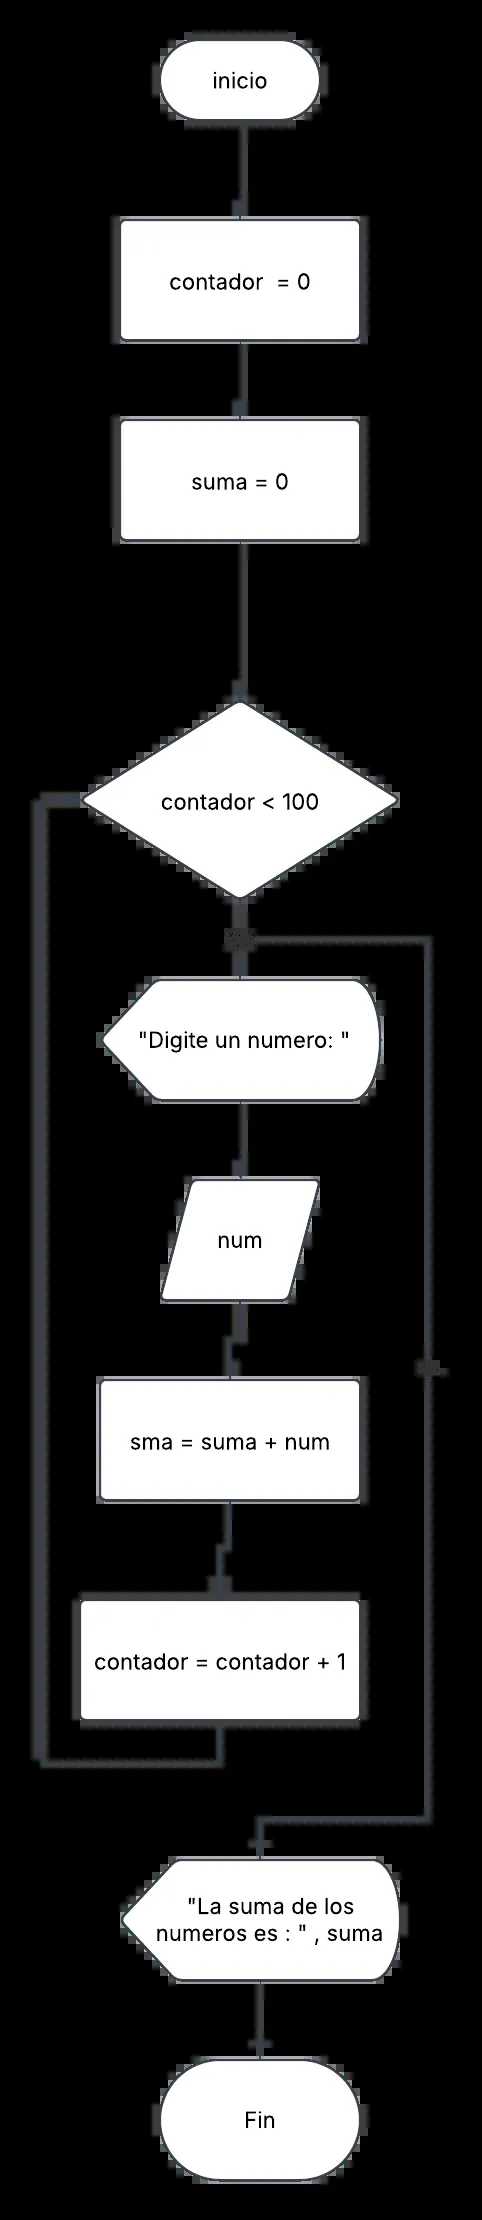 inicio
contador  = 0
suma = 0
contador < 100
"Digite un numero: "
num
sma = suma + num
contador = contador + 1
"La suma de los
numeros es : " , suma
Fin